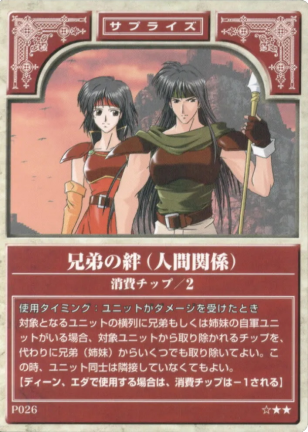 サプライズ
兄弟の絆(人間関係)
消費チップ/2
使用タイミング:ユニットがダメージを受けたとき
対象となるユニットの横列に兄弟もしくは姉妹の自軍ユ
ニットがいる場合、対象ユニットから取り除かれるチップを、
代わりに兄弟(姉妹)からいくつでも取り除いてよい。こ
の時、ユニット同士は隣接していなくてもよい。
【ディーン、エダで使用する場合は、消費チップは−1される】
P026
☆★★